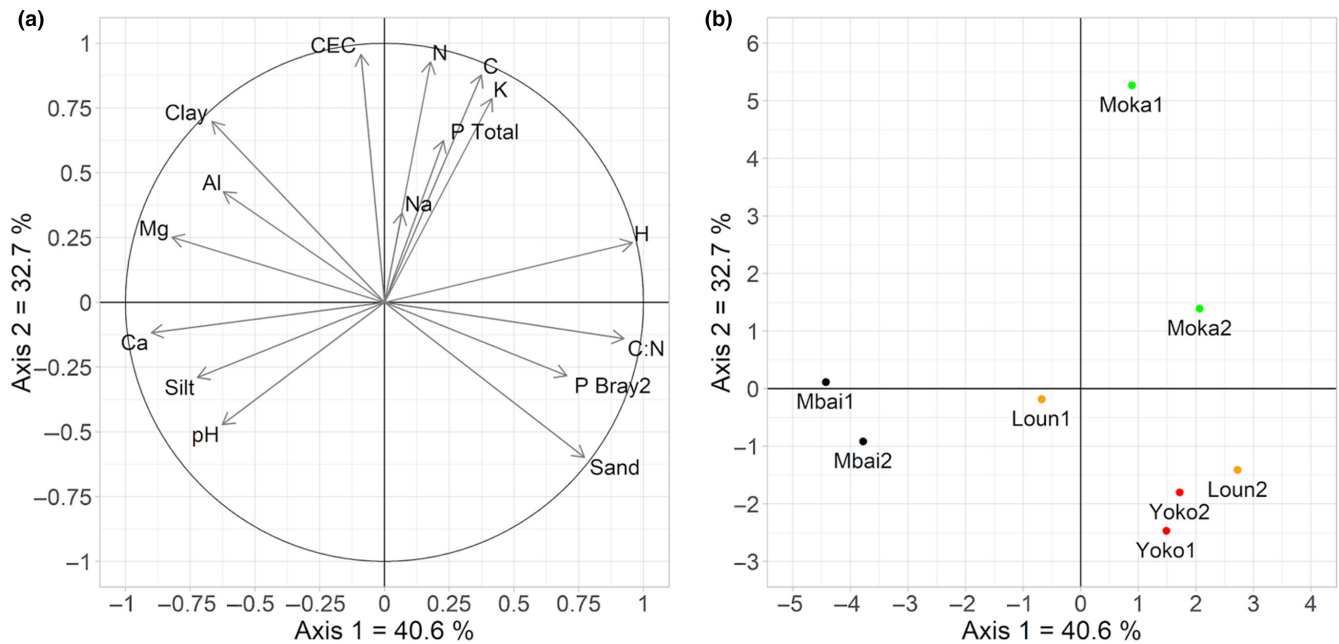 (a)
1
0.75
0.5
0.25
0
−0.25
−0.5
−0.75
−1
Axis 2 = 32.7 %
CEC
N
C
K
Clay
P Total
Al
Na
Mg
H
Ca
C:N
Silt
P Bray2
pH
Sand
−1 −0.75 −0.5 −0.25 0 0.25 0.5 0.75 1
Axis 1 = 40.6 %
(b)
6
5
4
3
2
1
0
−1
−2
−3
Axis 2 = 32.7 %
Moka1
Moka2
Mbai1
Loun1
Mbai2
Loun2
Yoko2
Yoko1
−5 −4 −3 −2 −1 0 1 2 3 4
Axis 1 = 40.6 %